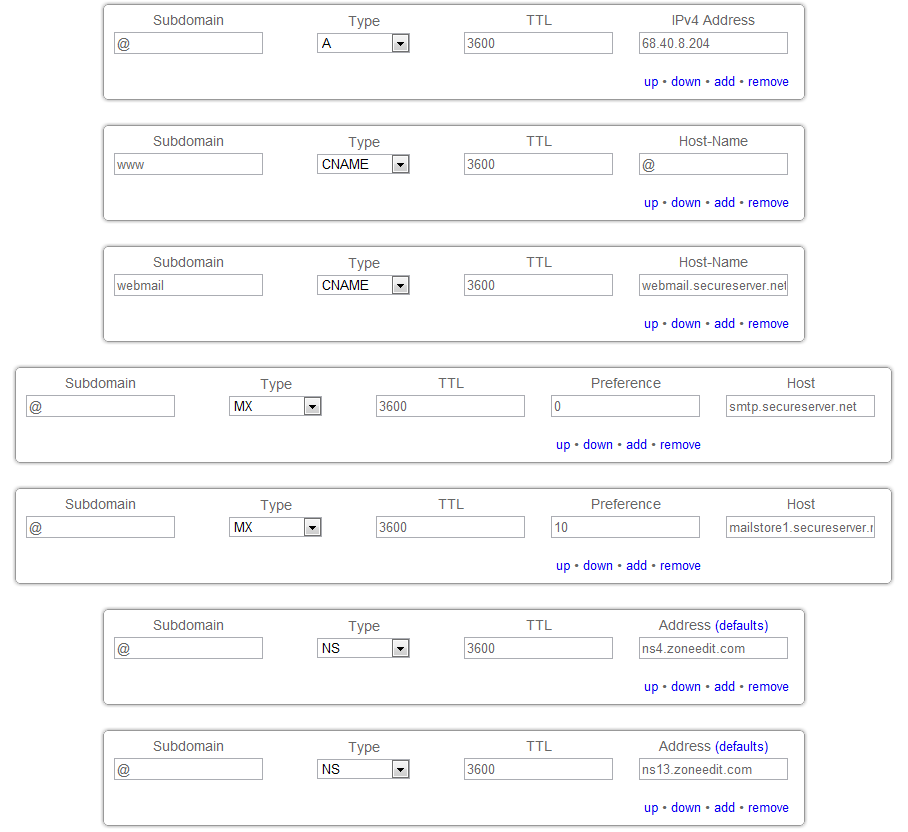 Subdomain Type TTL IPv4 Address
@ A 3600 68.40.8.204
up • down • add • remove
Subdomain Type TTL Host-Name
www CNAME 3600 @
up • down • add • remove
Subdomain Type TTL Host-Name
webmail CNAME 3600 webmail.secureserver.net
up • down • add • remove
Subdomain Type TTL Preference Host
@ MX 3600 0 smtp.secureserver.net
up • down • add • remove
Subdomain Type TTL Preference Host
@ MX 3600 10 mailstore1.secureserver.r
up • down • add • remove
Subdomain Type TTL Address (defaults)
@ NS 3600 ns4.zoneedit.com
up • down • add • remove
Subdomain Type TTL Address (defaults)
@ NS 3600 ns13.zoneedit.com
up • down • add • remove